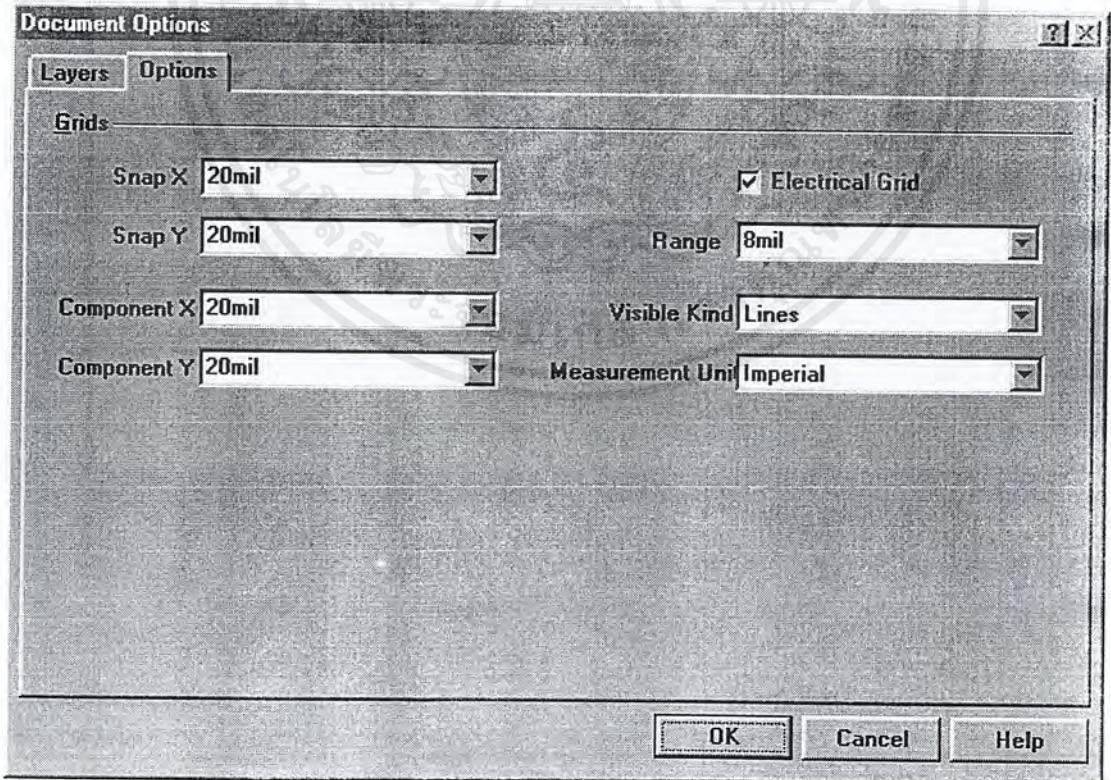 Document Options
Layers Options
Grids
Snap X 20mil
Electrical Grid
Snap Y 20mil
Range 8mil
Component X 20mil
Visible Kind Lines
Component Y 20mil
Measurement Unit Imperial
OK Cancel Help